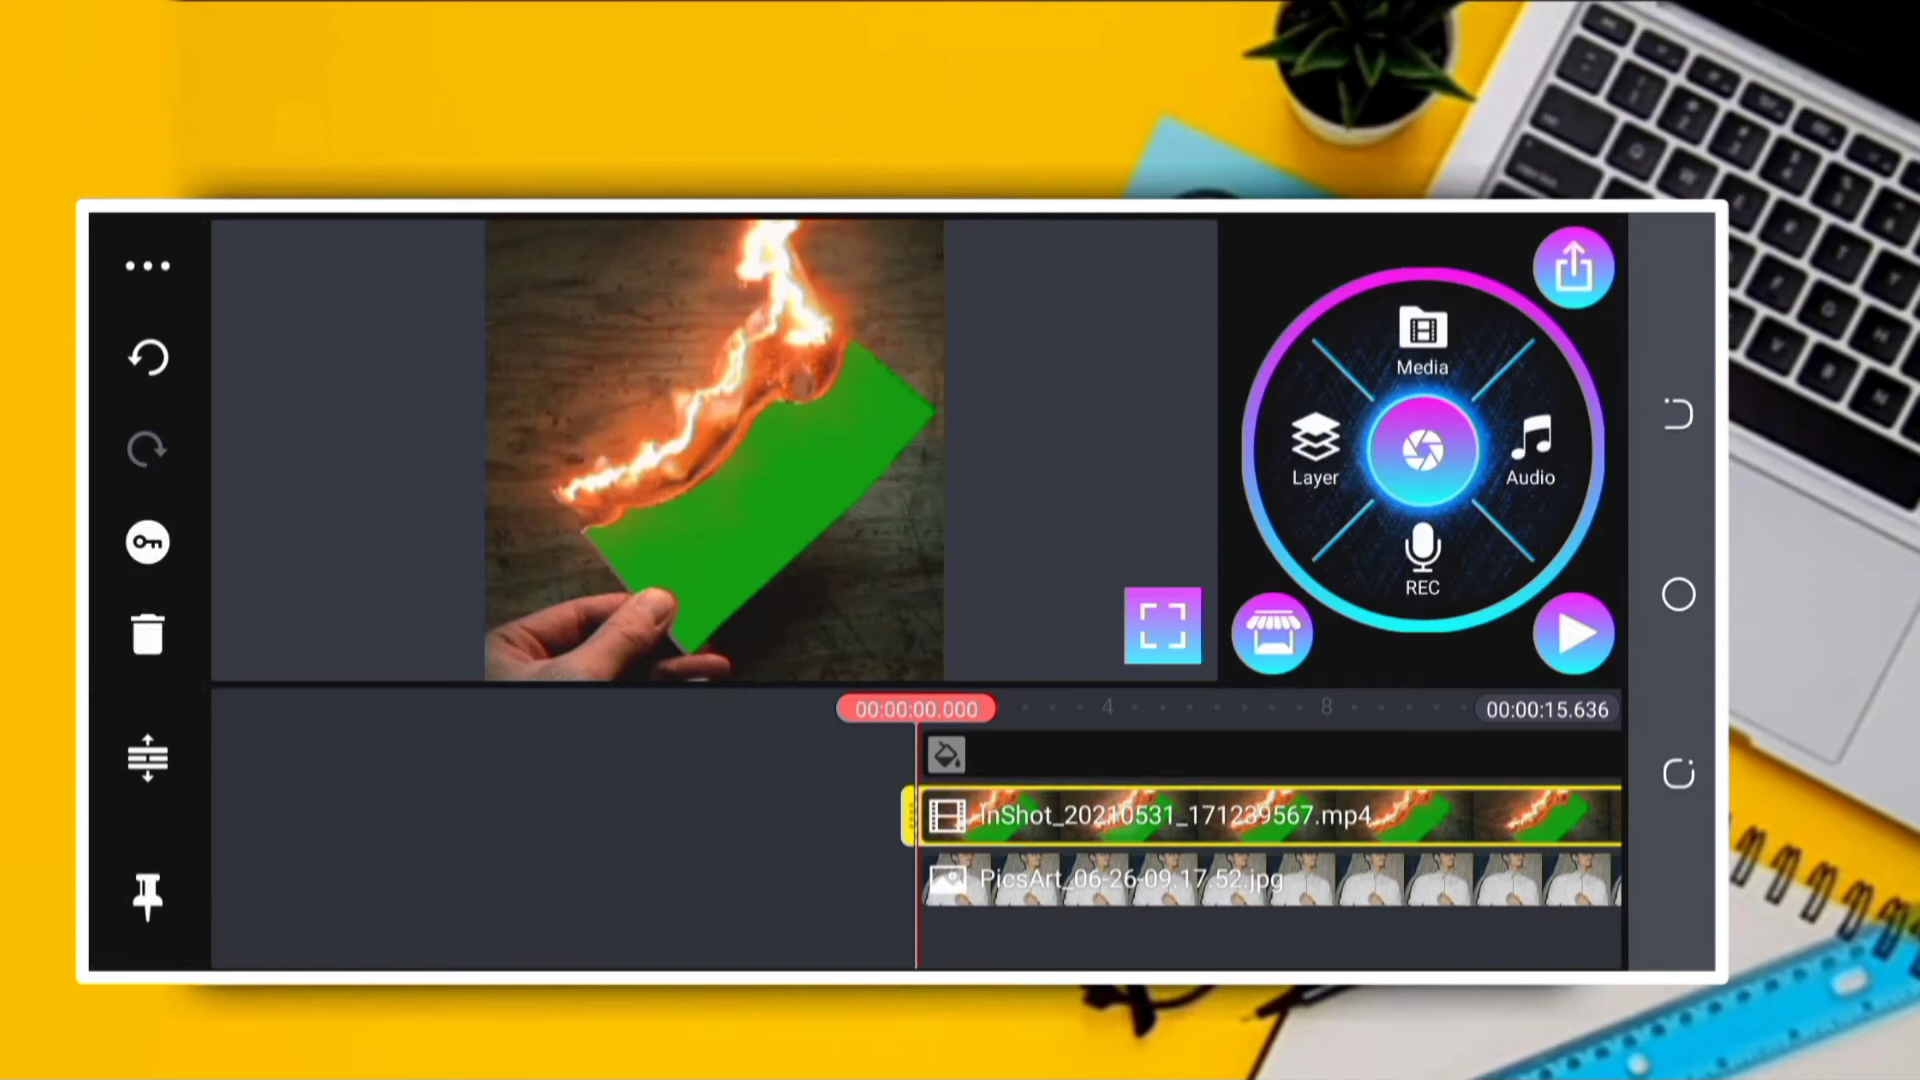 Media
Layer
Audio
REC
00:00:00.000
4
8
00:00:15.636
InShot_20210531_171239567.mp4
PicsArt_06-26-09.17.52.jpg